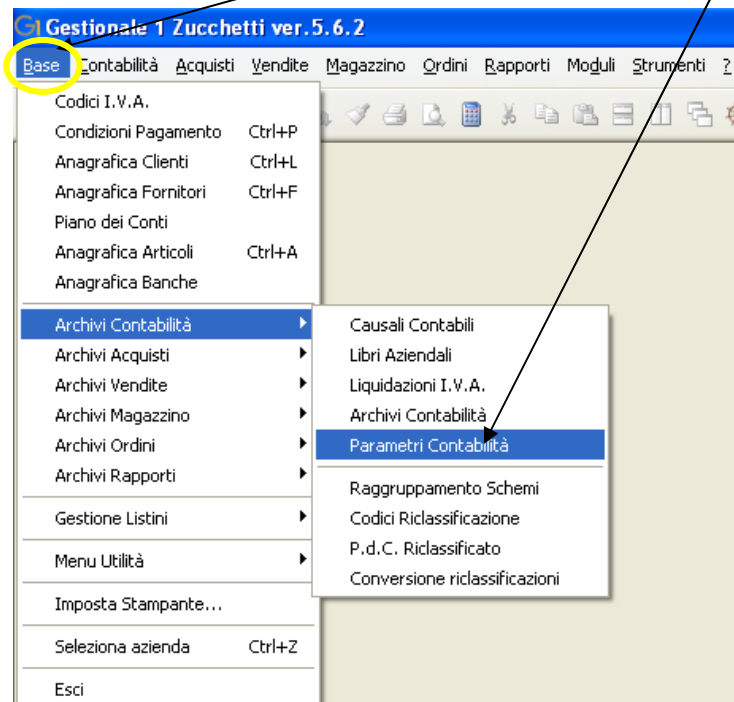 G1 Gestionale 1 Zucchetti ver.5.6.2
Base Contabilità Acquisti Vendite Magazzino Ordini Rapporti Moduli Strumenti ?
Codici I.V.A.
Condizioni Pagamento Ctrl+P
Anagrafica Clienti Ctrl+L
Anagrafica Fornitori Ctrl+F
Piano dei Conti
Anagrafica Articoli Ctrl+A
Anagrafica Banche
Archivi Contabilità
Archivi Acquisti
Archivi Vendite
Archivi Magazzino
Archivi Ordini
Archivi Rapporti
Gestione Listini
Menu Utilità
Imposta Stampante...
Seleziona azienda Ctrl+Z
Esci
Causali Contabili
Libri Aziendali
Liquidazioni I.V.A.
Archivi Contabilità
Parametri Contabilità
Raggruppamento Schemi
Codici Riclassificazione
P.d.C. Riclassificato
Conversione riclassificazioni